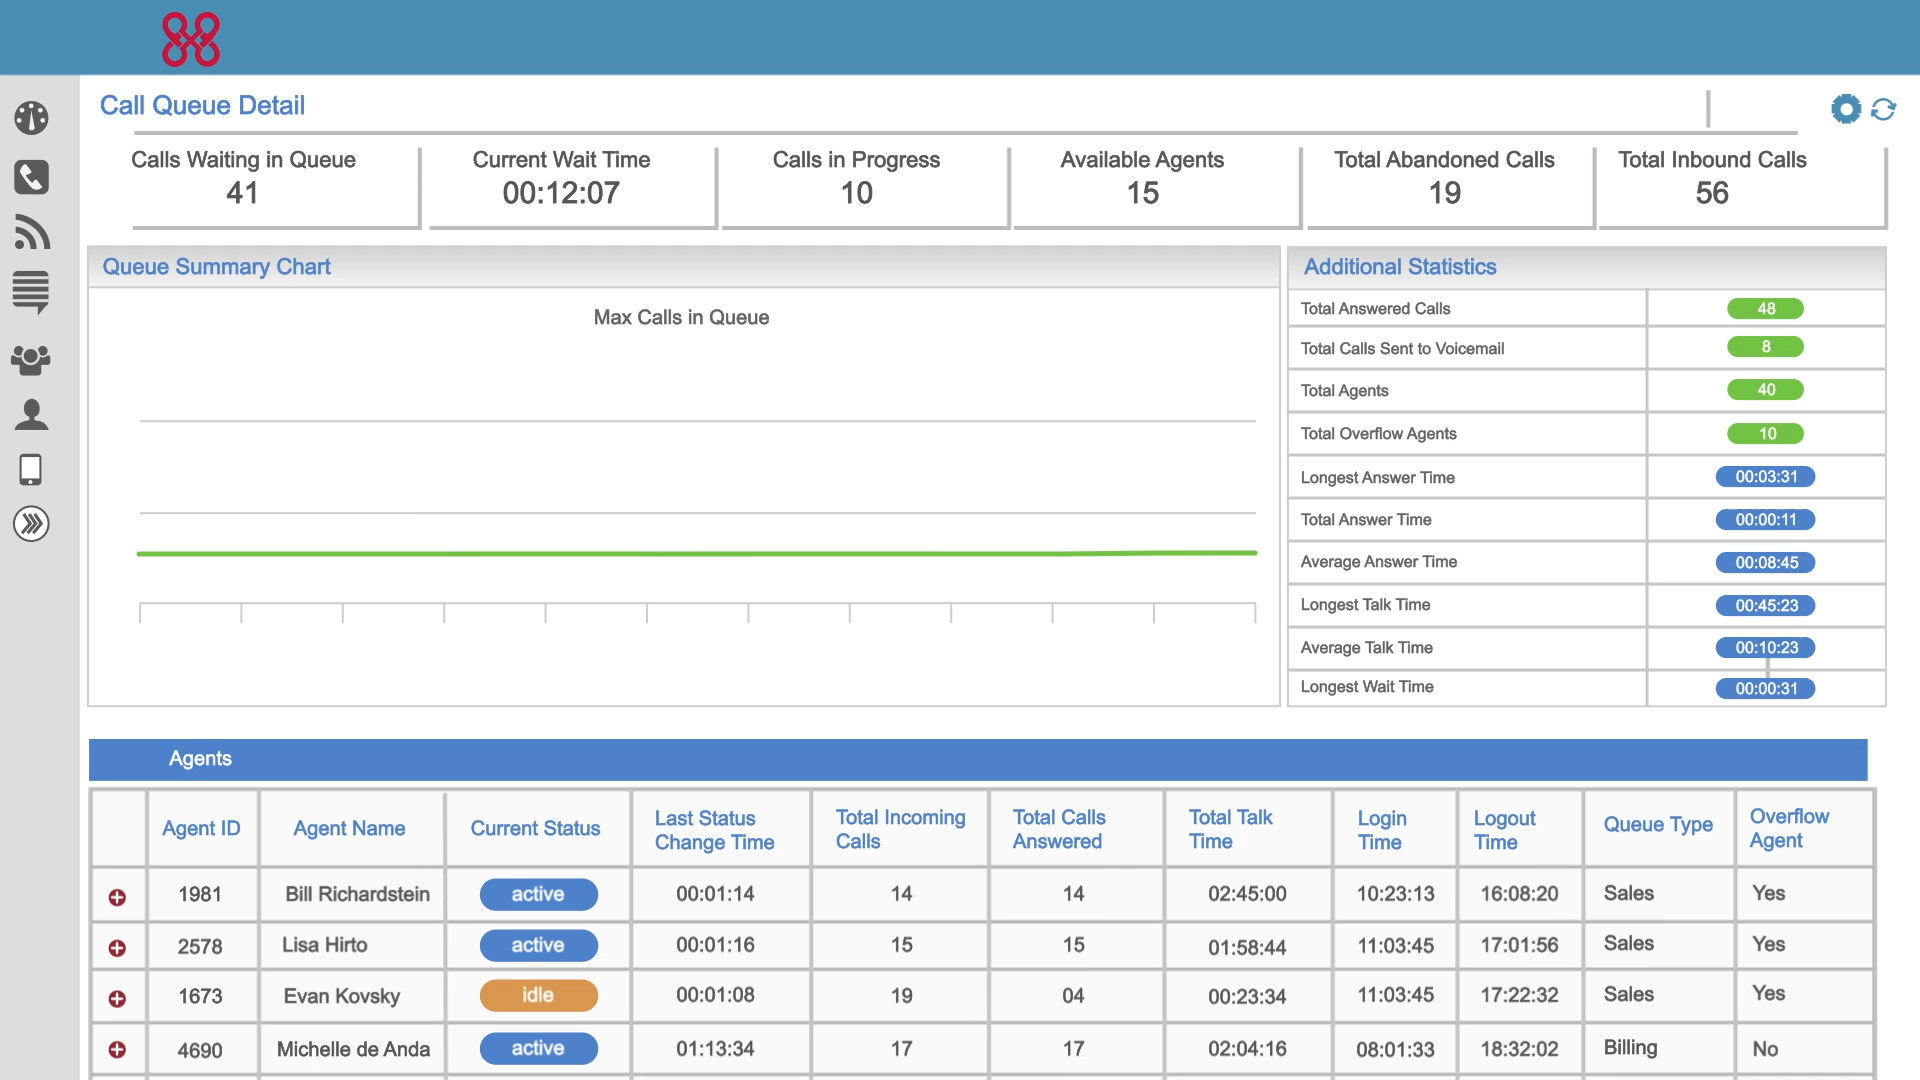 Call Queue Detail
Calls Waiting in Queue
41
Current Wait Time
00:12:07
Calls in Progress
10
Available Agents
15
Total Abandoned Calls
19
Total Inbound Calls
56
Queue Summary Chart
Max Calls in Queue
Additional Statistics
Total Answered Calls 48
Total Calls Sent to Voicemail 8
Total Agents 40
Total Overflow Agents 10
Longest Answer Time 00:03:31
Total Answer Time 00:00:11
Average Answer Time 00:08:45
Longest Talk Time 00:45:23
Average Talk Time 00:10:23
Longest Wait Time 00:00:31
Agents
Agent ID
Agent Name
Current Status
Last Status
Change Time
Total Incoming
Calls
Total Calls
Answered
Total Talk
Time
Login
Time
Logout
Time
Queue Type
Overflow
Agent
1981 Bill Richardstein active 00:01:14 14 14 02:45:00 10:23:13 16:08:20 Sales Yes
2578 Lisa Hirto active 00:01:16 15 15 01:58:44 11:03:45 17:01:56 Sales Yes
1673 Evan Kovsky idle 00:01:08 19 04 00:23:34 11:03:45 17:22:32 Sales Yes
4690 Michelle de Anda active 01:13:34 17 17 02:04:16 08:01:33 18:32:02 Billing No